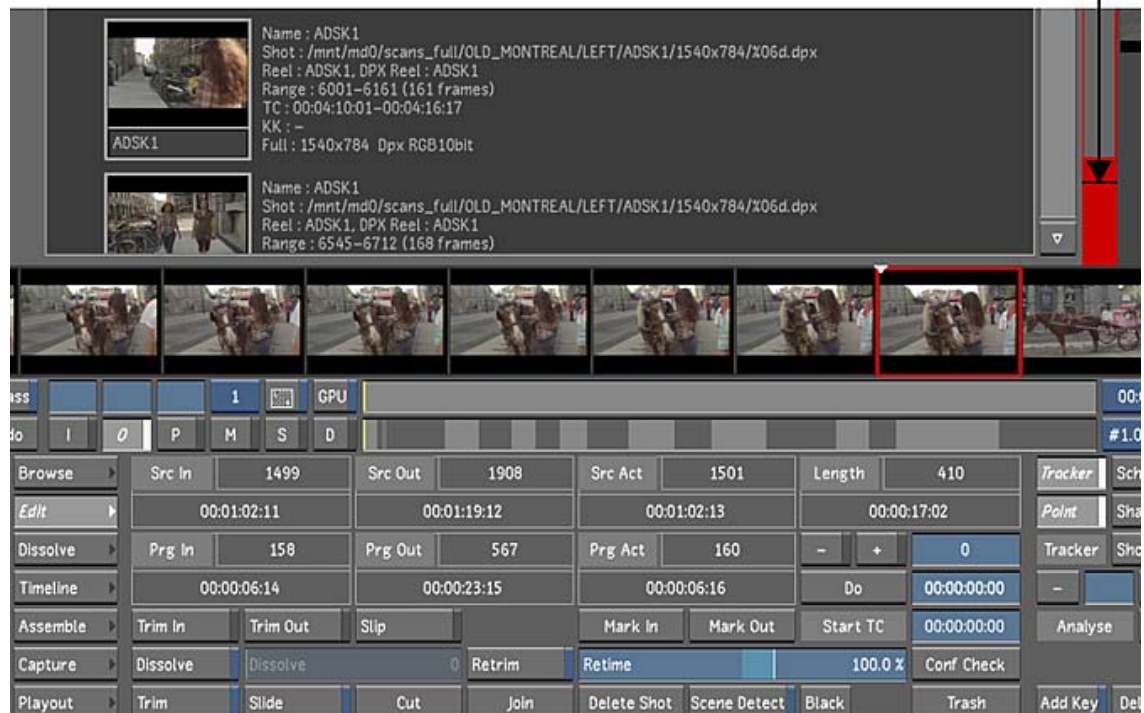 Name : ADSK1
Shot : /mnt/md0/scans_full/OLD_MONTREAL/LEFT/ADSK1/1540x784/%06d.dpx
Reel : ADSK1, DPX Reel : ADSK1
Range : 6001-6161 (161 frames)
TC : 00:04:10:01-00:04:16:17
KK : -
ADSK1
Full : 1540x784 Dpx RGB10bit
Name : ADSK1
Shot : /mnt/md0/scans_full/OLD_MONTREAL/LEFT/ADSK1/1540x784/%06d.dpx
Reel : ADSK1, DPX Reel : ADSK1
Range : 6545-6712 (168 frames)
1 GPU
I O P M S D #1.0
Browse Src In 1499 Src Out 1908 Src Act 1501 Length 410 Tracker
Edit 00:01:02:11 00:01:19:12 00:01:02:13 00:00:17:02 Point
Dissolve Prg In 158 Prg Out 567 Prg Act 160 - + 0 Tracker
Timeline 00:00:06:14 00:00:23:15 00:00:06:16 Do 00:00:00:00 -
Assemble Trim In Trim Out Slip Mark In Mark Out Start TC 00:00:00:00 Analyse
Capture Dissolve Dissolve 0 Retrim Retime 100.0 % Conf Check
Playout Trim Slide Cut Join Delete Shot Scene Detect Black Trash Add Key